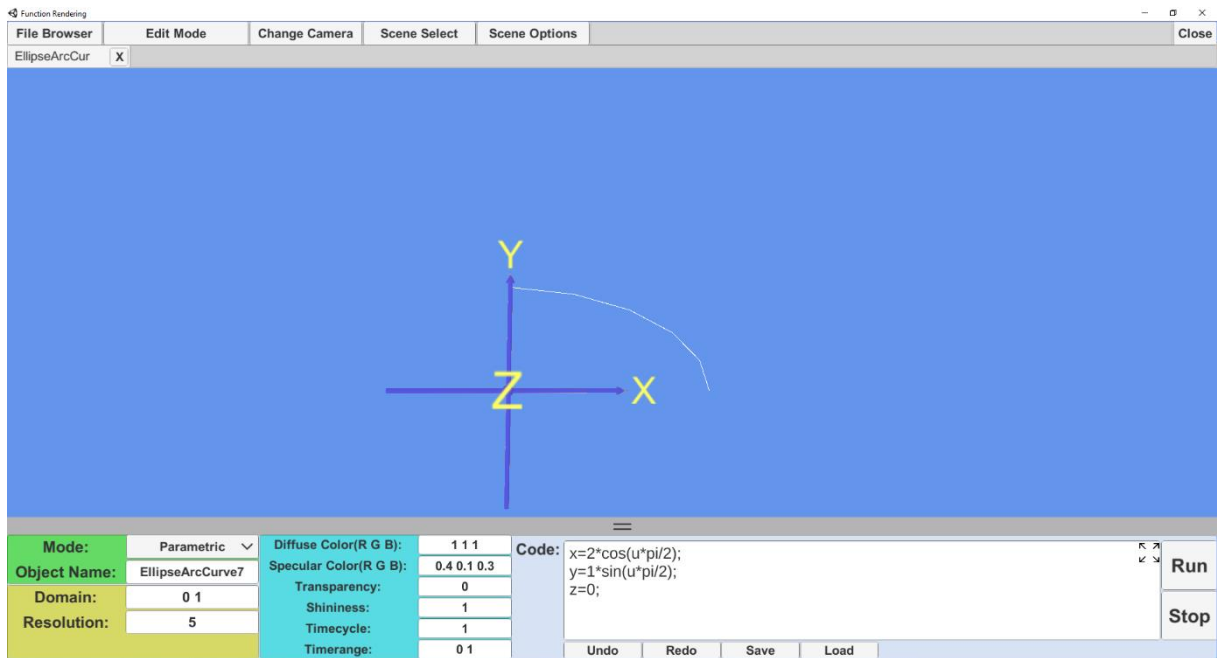 Function Rendering
File Browser Edit Mode Change Camera Scene Select Scene Options Close
EllipseArcCur X
Y
Z X
Mode: Parametric
Object Name: EllipseArcCurve7
Domain: 0 1
Resolution: 5
Diffuse Color(R G B): 1 1 1
Specular Color(R G B): 0.4 0.1 0.3
Transparency: 0
Shininess: 1
Timecycle: 1
Timerange: 0 1
Code:
x=2*cos(u*pi/2);
y=1*sin(u*pi/2);
z=0;
Undo Redo Save Load
Run
Stop